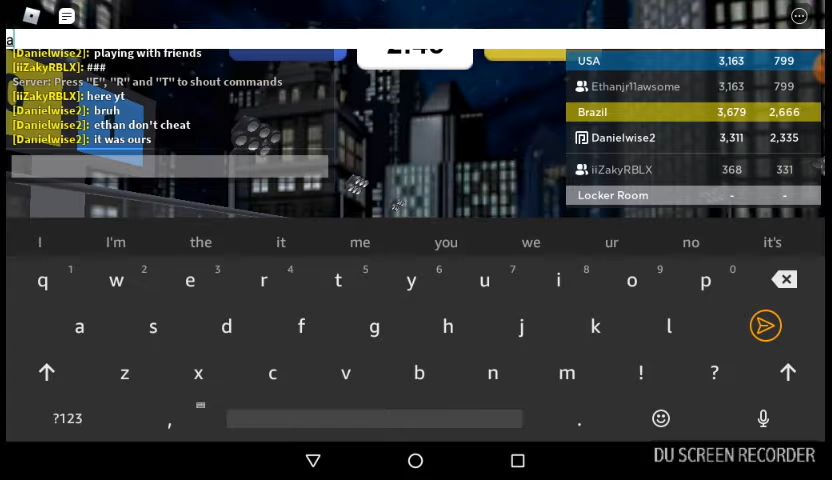 a
[Danielwise2]: playing with friends
[iiZakyRBLX]: ###
Server: Press "E", "R" and "T" to shout commands
[iiZakyRBLX]: here yt
[Danielwise2]: bruh
[Danielwise2]: ethan don't cheat
[Danielwise2]: it was ours
USA 3,163 799
Ethanjr11awsome 3,163 799
Brazil 3,679 2,666
Danielwise2 3,311 2,335
iiZakyRBLX 368 331
Locker Room - -
I I'm the it me you we ur no it's
q 1 w 2 e 3 r 4 t 5 y 6 u 7 i 8 o 9 p 0
a s d f g h j k l
z x c v b n m ! ?
?123 , .
DU SCREEN RECORDER